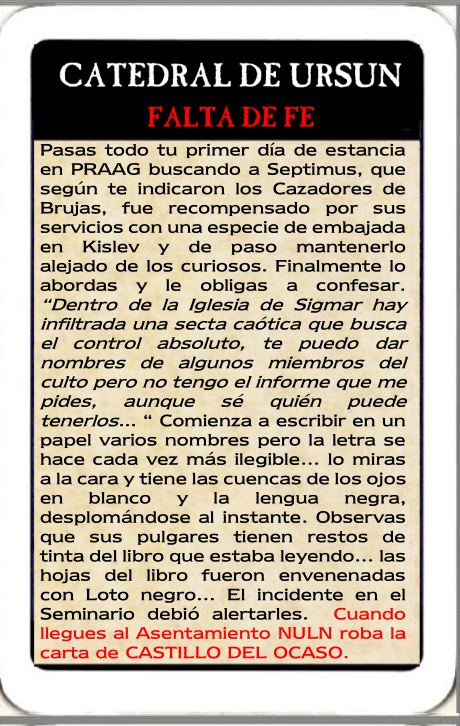 CATEDRAL DE URSUN
FALTA DE FE
Pasas todo tu primer día de estancia
en PRAAG buscando a Septimus, que
según te indicaron los Cazadores de
Brujas, fue recompensado por sus
servicios con una especie de embajada
en Kislev y de paso mantenerlo
alejado de los curiosos. Finalmente lo
abordas y le obligas a confesar.
“Dentro de la Iglesia de Sigmar hay
infiltrada una secta caótica que busca
el control absoluto, te puedo dar
nombres de algunos miembros del
culto pero no tengo el informe que me
pides, aunque sé quién puede
tenerlos... “ Comienza a escribir en un
papel varios nombres pero la letra se
hace cada vez más ilegible... lo miras
a la cara y tiene las cuencas de los ojos
en blanco y la lengua negra,
desplomándose al instante. Observas
que sus pulgares tienen restos de
tinta del libro que estaba leyendo... las
hojas del libro fueron envenenadas
con Loto negro... El incidente en el
Seminario debió alertarles. Cuando
llegues al Asentamiento NULN roba la
carta de CASTILLO DEL OCASO.